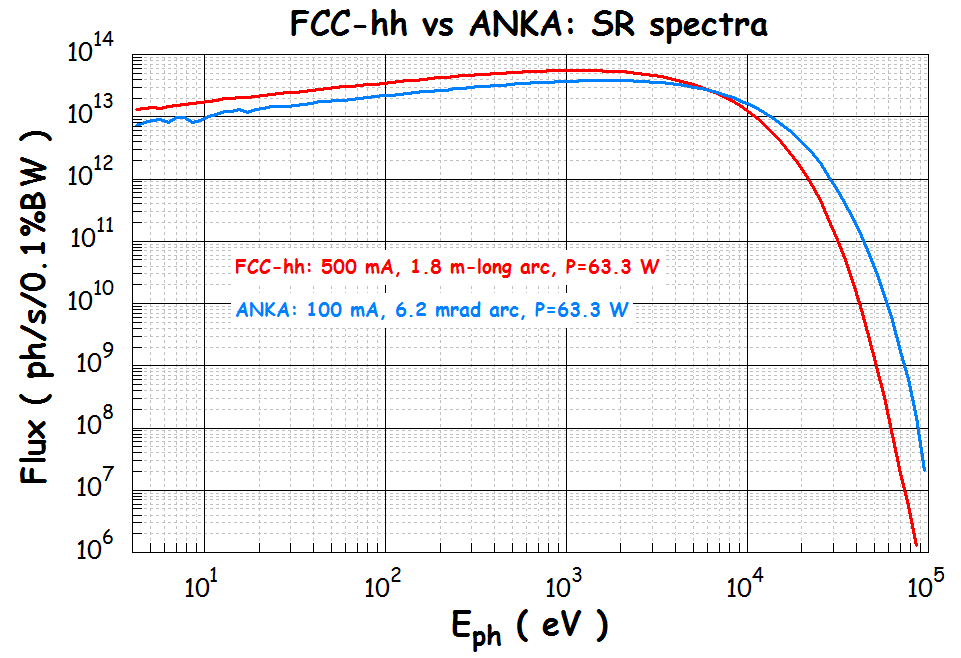 FCC-hh vs ANKA: SR spectra
10^14
10^13
10^12
10^11
10^10
10^9
10^8
10^7
10^6
Flux ( ph/s/0.1%BW )
FCC-hh: 500 mA, 1.8 m-long arc, P=63.3 W
ANKA: 100 mA, 6.2 mrad arc, P=63.3 W
10^1 10^2 10^3 10^4 10^5
E_ph ( eV )